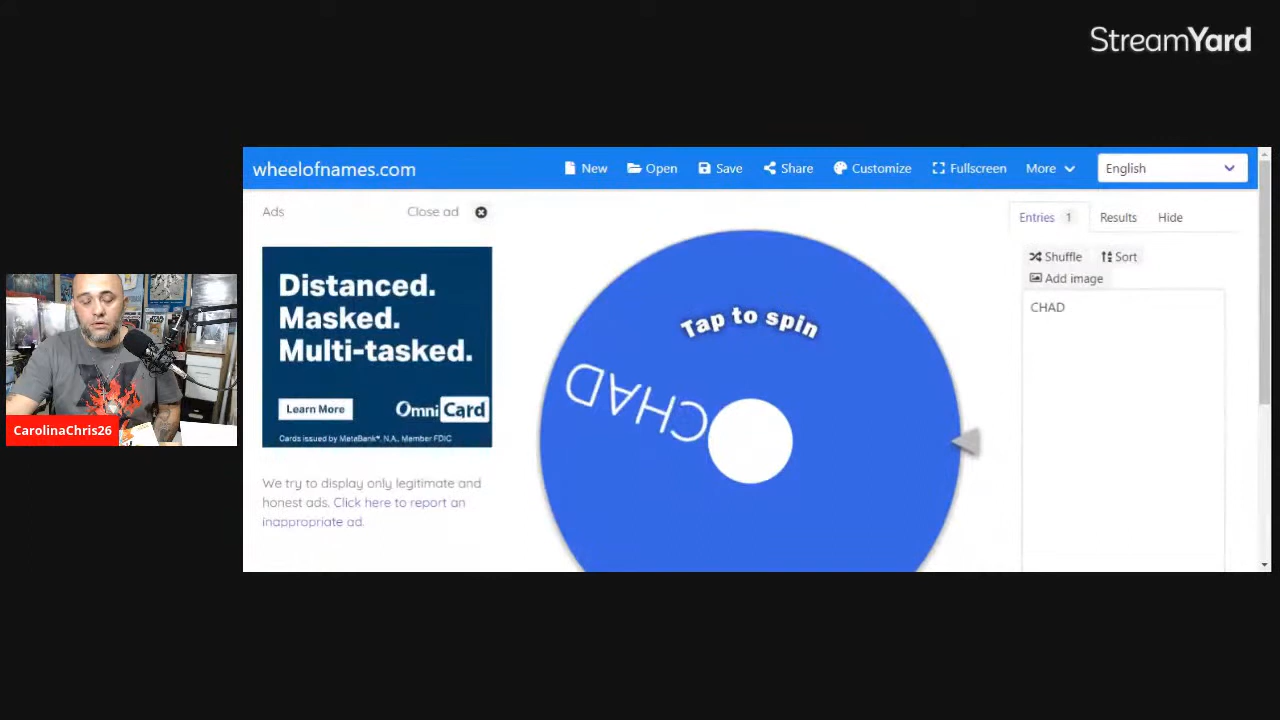 StreamYard
wheelofnames.com
New
Open
Save
Share
Customize
Fullscreen
More
English
Ads
Close ad
Distanced.
Masked.
Multi-tasked.
Learn More
OmniCard
Cards issued by MetaBank®, N.A., Member FDIC
We try to display only legitimate and
honest ads. Click here to report an
inappropriate ad.
Tap to spin
CHAD
Entries 1
Results
Hide
Shuffle
Sort
Add image
CHAD
CarolinaChris26